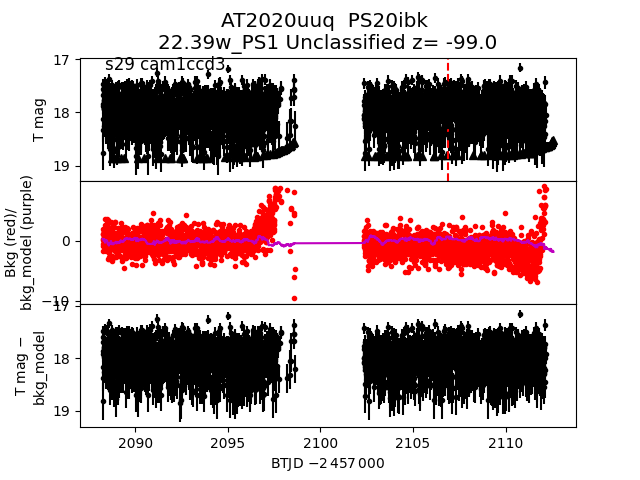 AT2020uuq  PS20ibk
22.39w_PS1 Unclassified z= -99.0
s29 cam1ccd3
17
18
19
T mag
0
−10
Bkg (red)/
bkg_model (purple)
17
18
19
T mag −
bkg_model
2090
2095
2100
2105
2110
BTJD −2 457 000